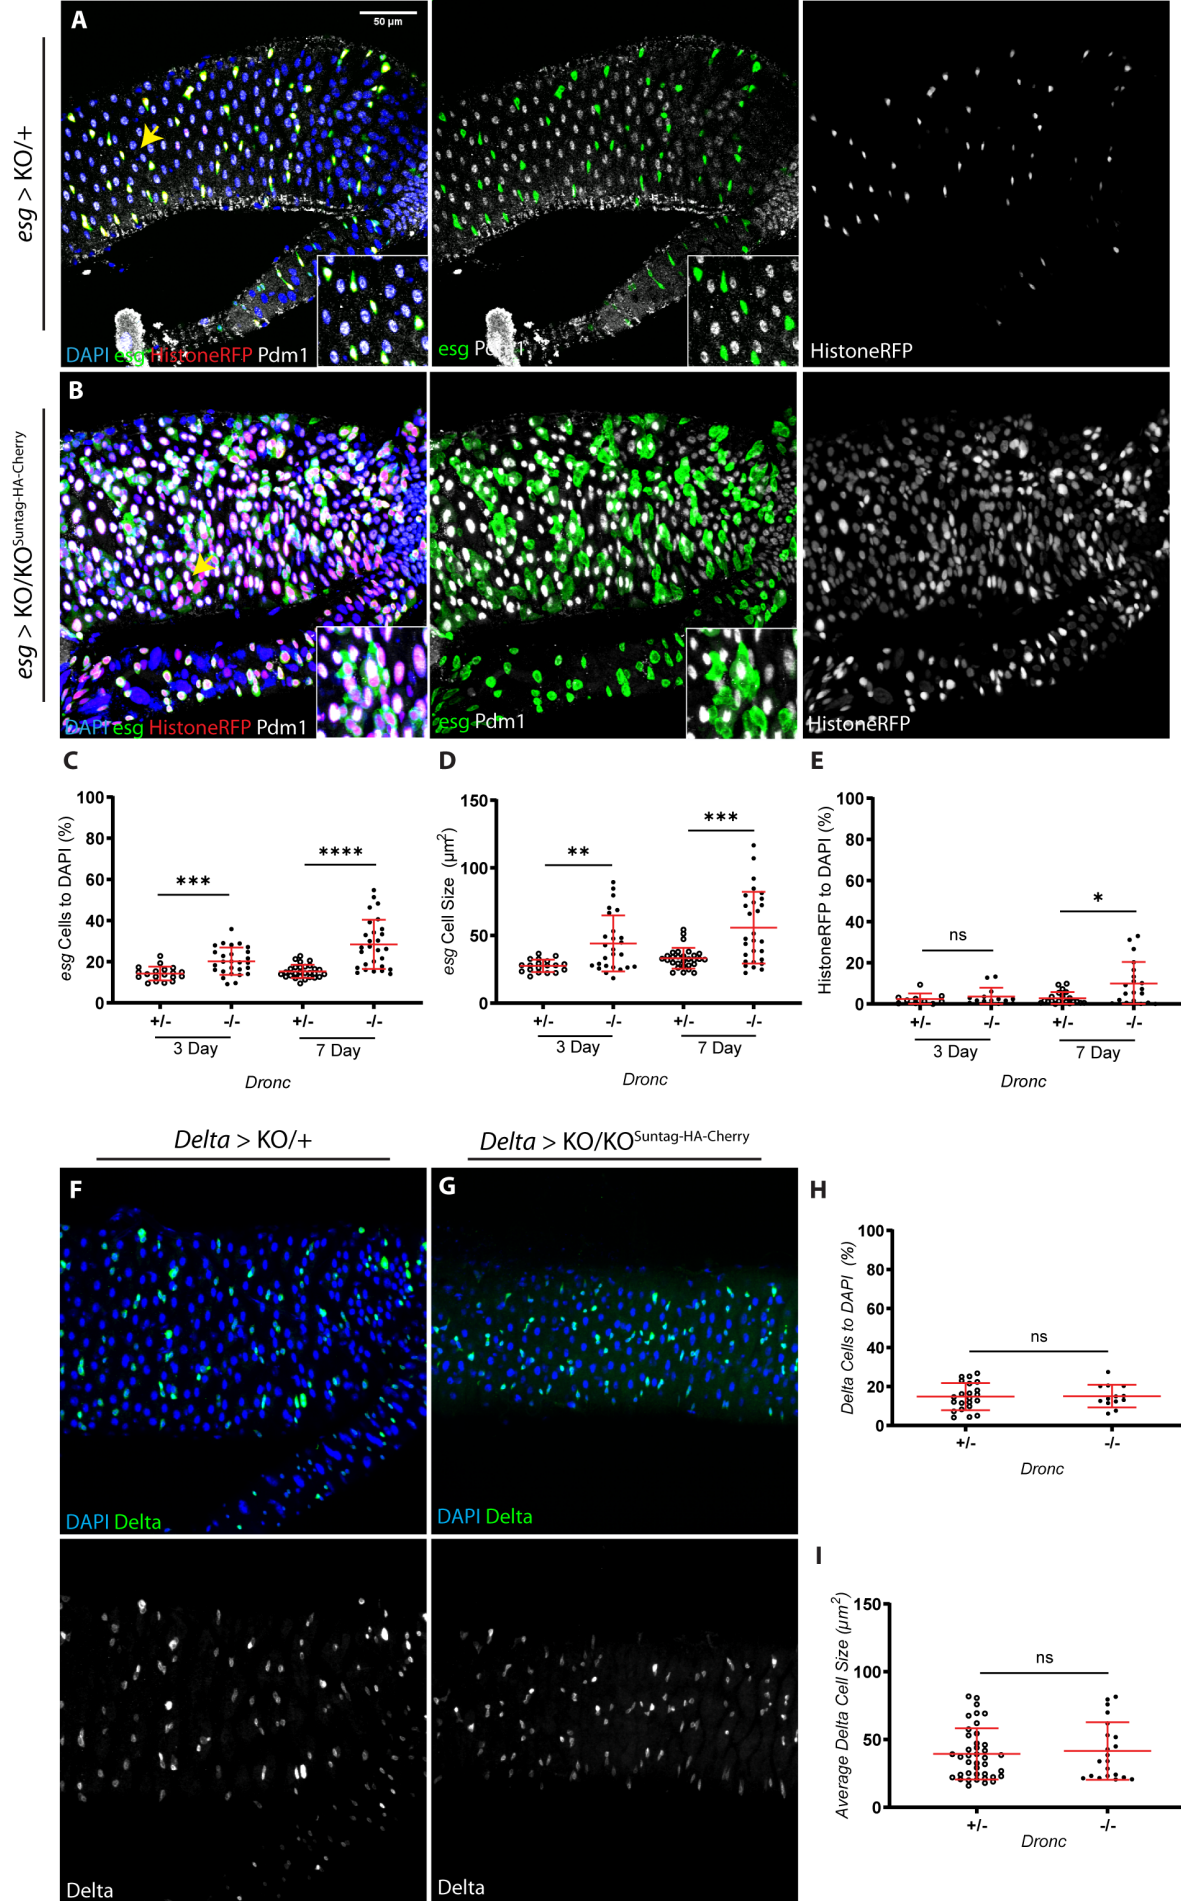 A
50 µm
esg > KO/+
DAPI esg HistoneRFP Pdm1
esg Pdm1
HistoneRFP
B
esg > KO/KO^Suntag-HA-Cherry
DAPI esg HistoneRFP Pdm1
esg Pdm1
HistoneRFP
C
esg Cells to DAPI (%)
100
80
60
40
20
0
***
****
+/- -/- +/- -/-
3 Day 7 Day
Dronc
D
esg Cell Size (µm²)
150
100
50
0
**
***
+/- -/- +/- -/-
3 Day 7 Day
Dronc
E
HistoneRFP to DAPI (%)
100
80
60
40
20
0
ns
*
+/- -/- +/- -/-
3 Day 7 Day
Dronc
Delta > KO/+
Delta > KO/KO^Suntag-HA-Cherry
F
DAPI Delta
G
DAPI Delta
H
Delta Cells to DAPI (%)
100
80
60
40
20
0
ns
+/- -/-
Dronc
Delta
Delta
I
Average Delta Cell Size (µm²)
150
100
50
0
ns
+/- -/-
Dronc